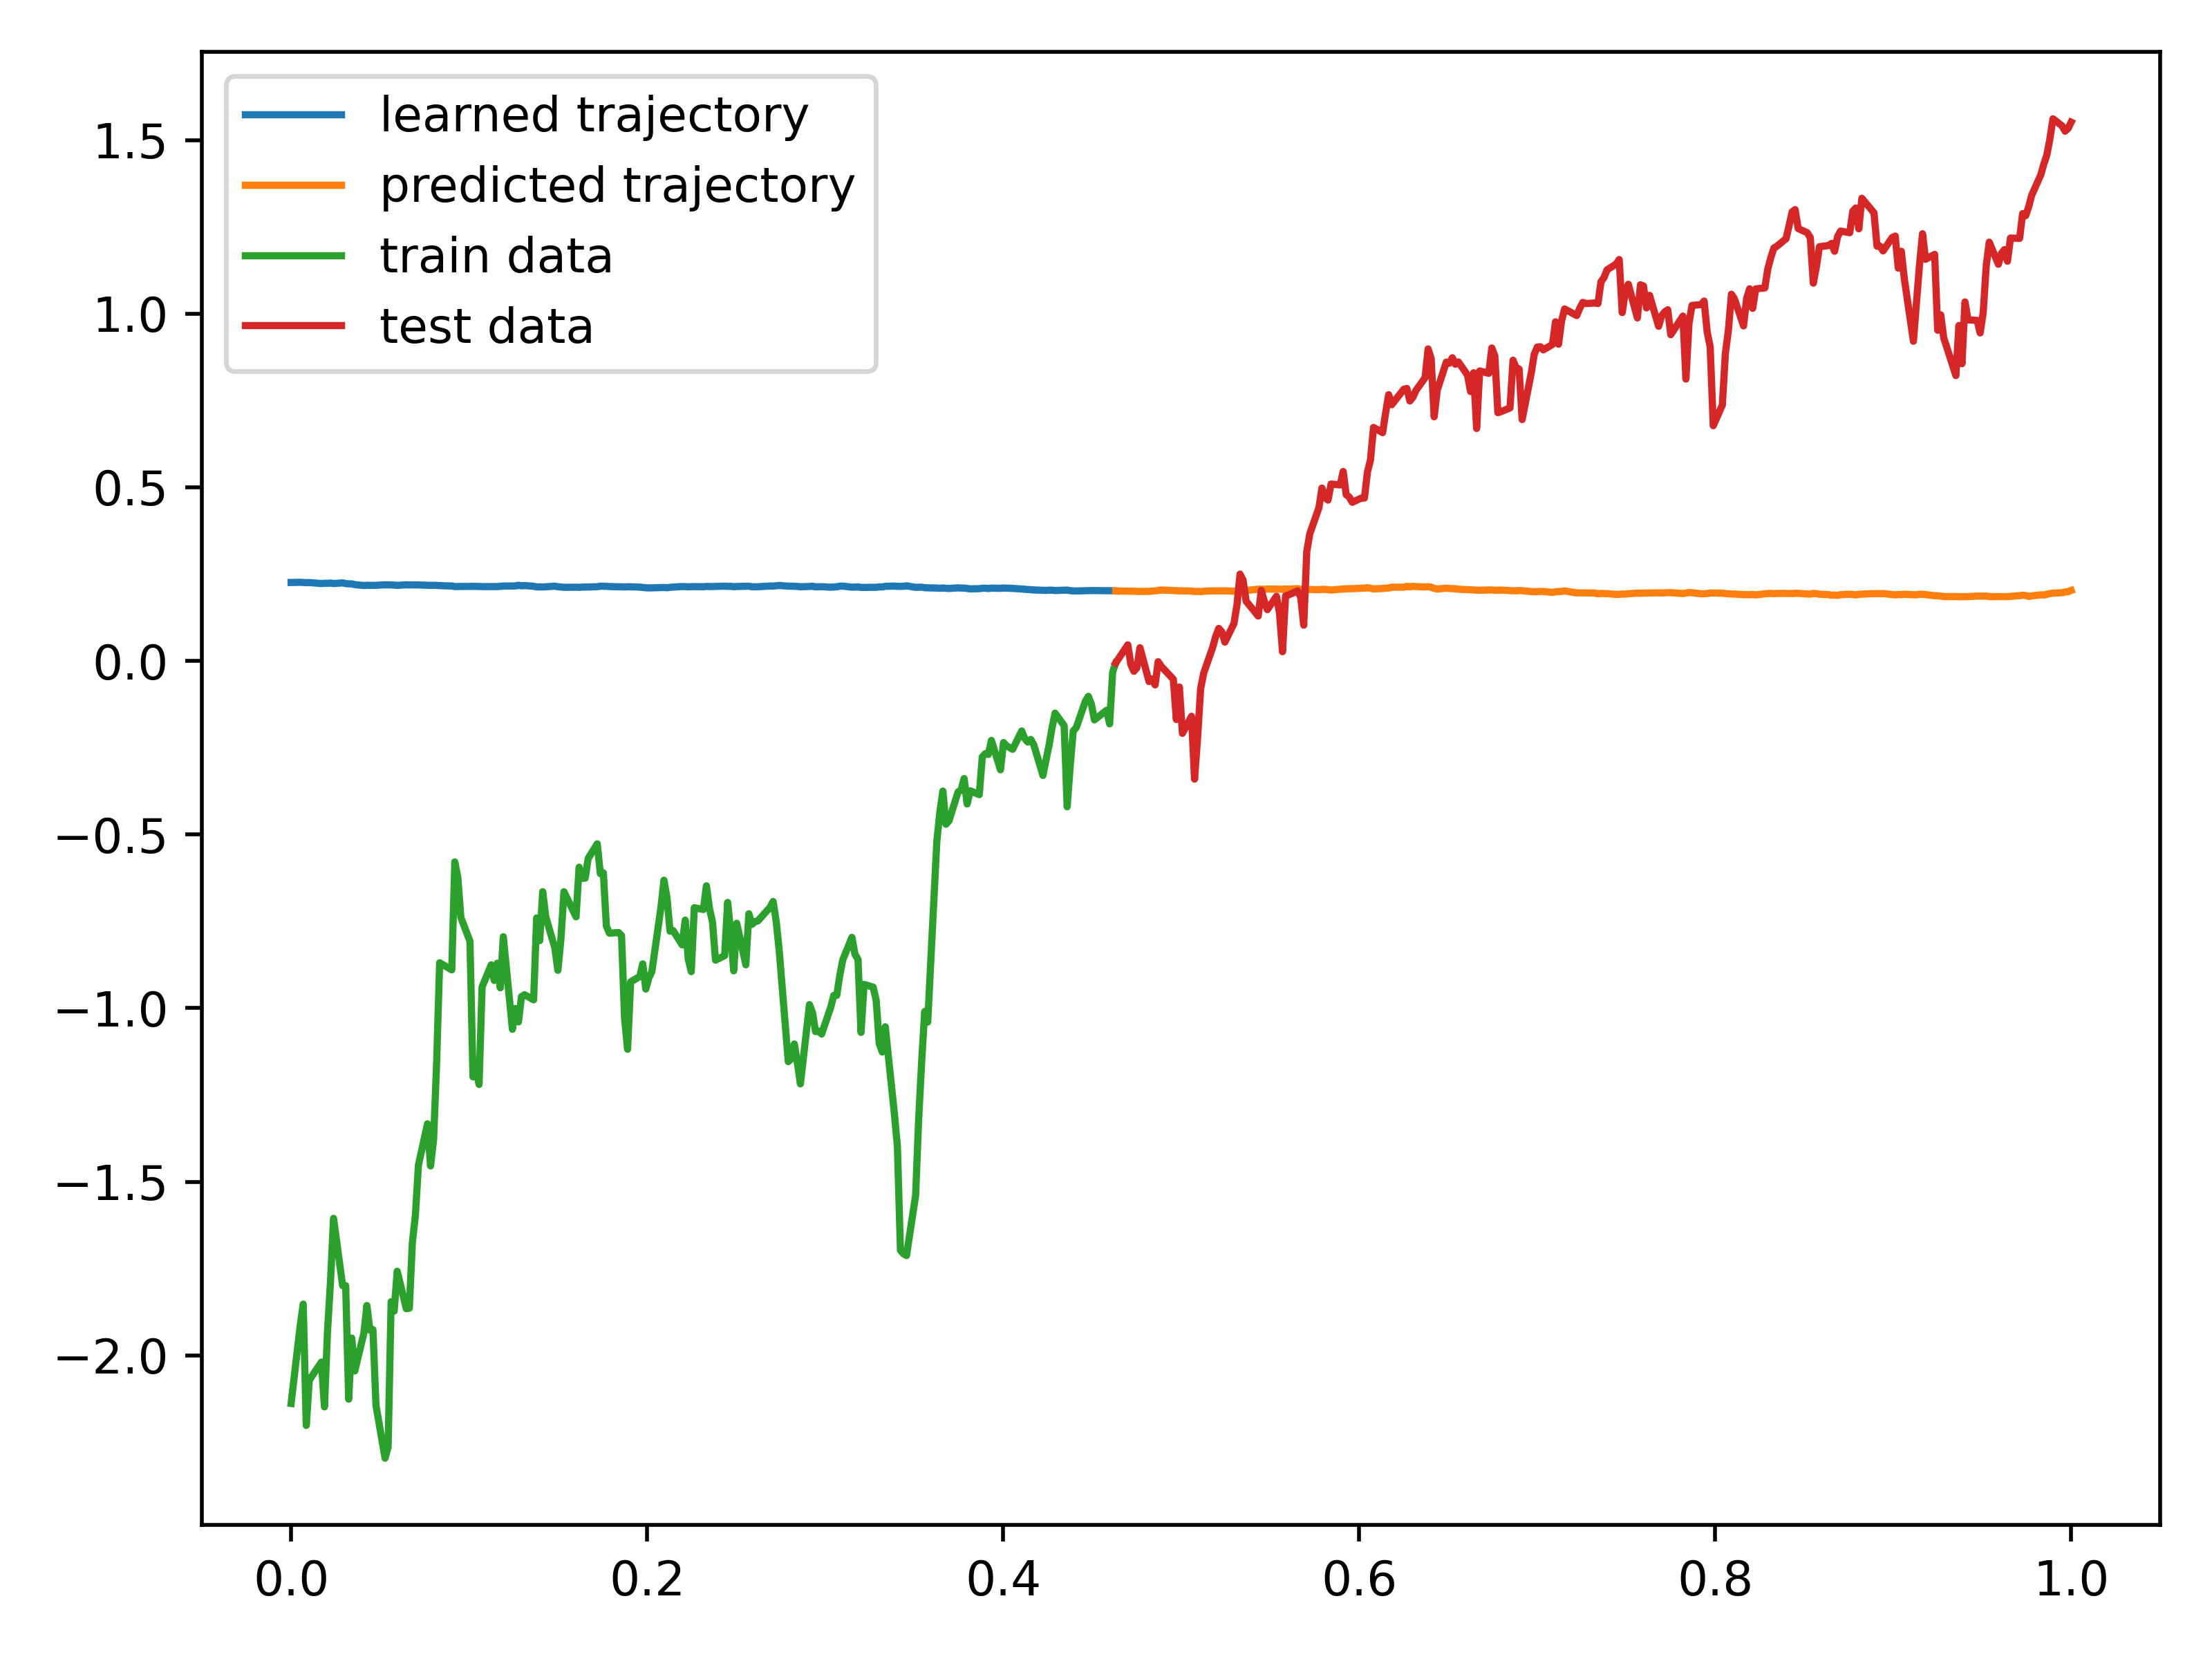 learned trajectory
predicted trajectory
train data
test data
1.5
1.0
0.5
0.0
−0.5
−1.0
−1.5
−2.0
0.0 0.2 0.4 0.6 0.8 1.0